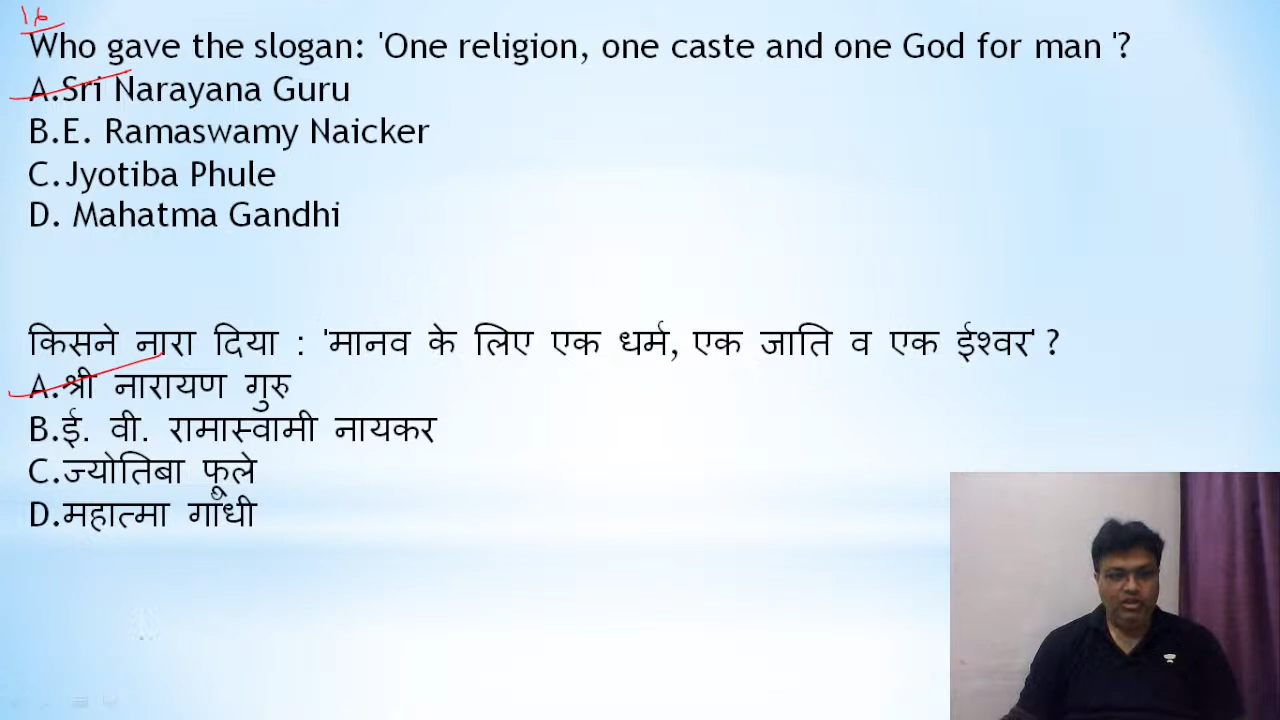 16
Who gave the slogan: 'One religion, one caste and one God for man '?
A.Sri Narayana Guru
B.E. Ramaswamy Naicker
C.Jyotiba Phule
D. Mahatma Gandhi
किसने नारा दिया : 'मानव के लिए एक धर्म, एक जाति व एक ईश्वर' ?
A.श्री नारायण गुरु
B.ई. वी. रामास्वामी नायकर
C.ज्योतिबा फूले
D.महात्मा गाँधी